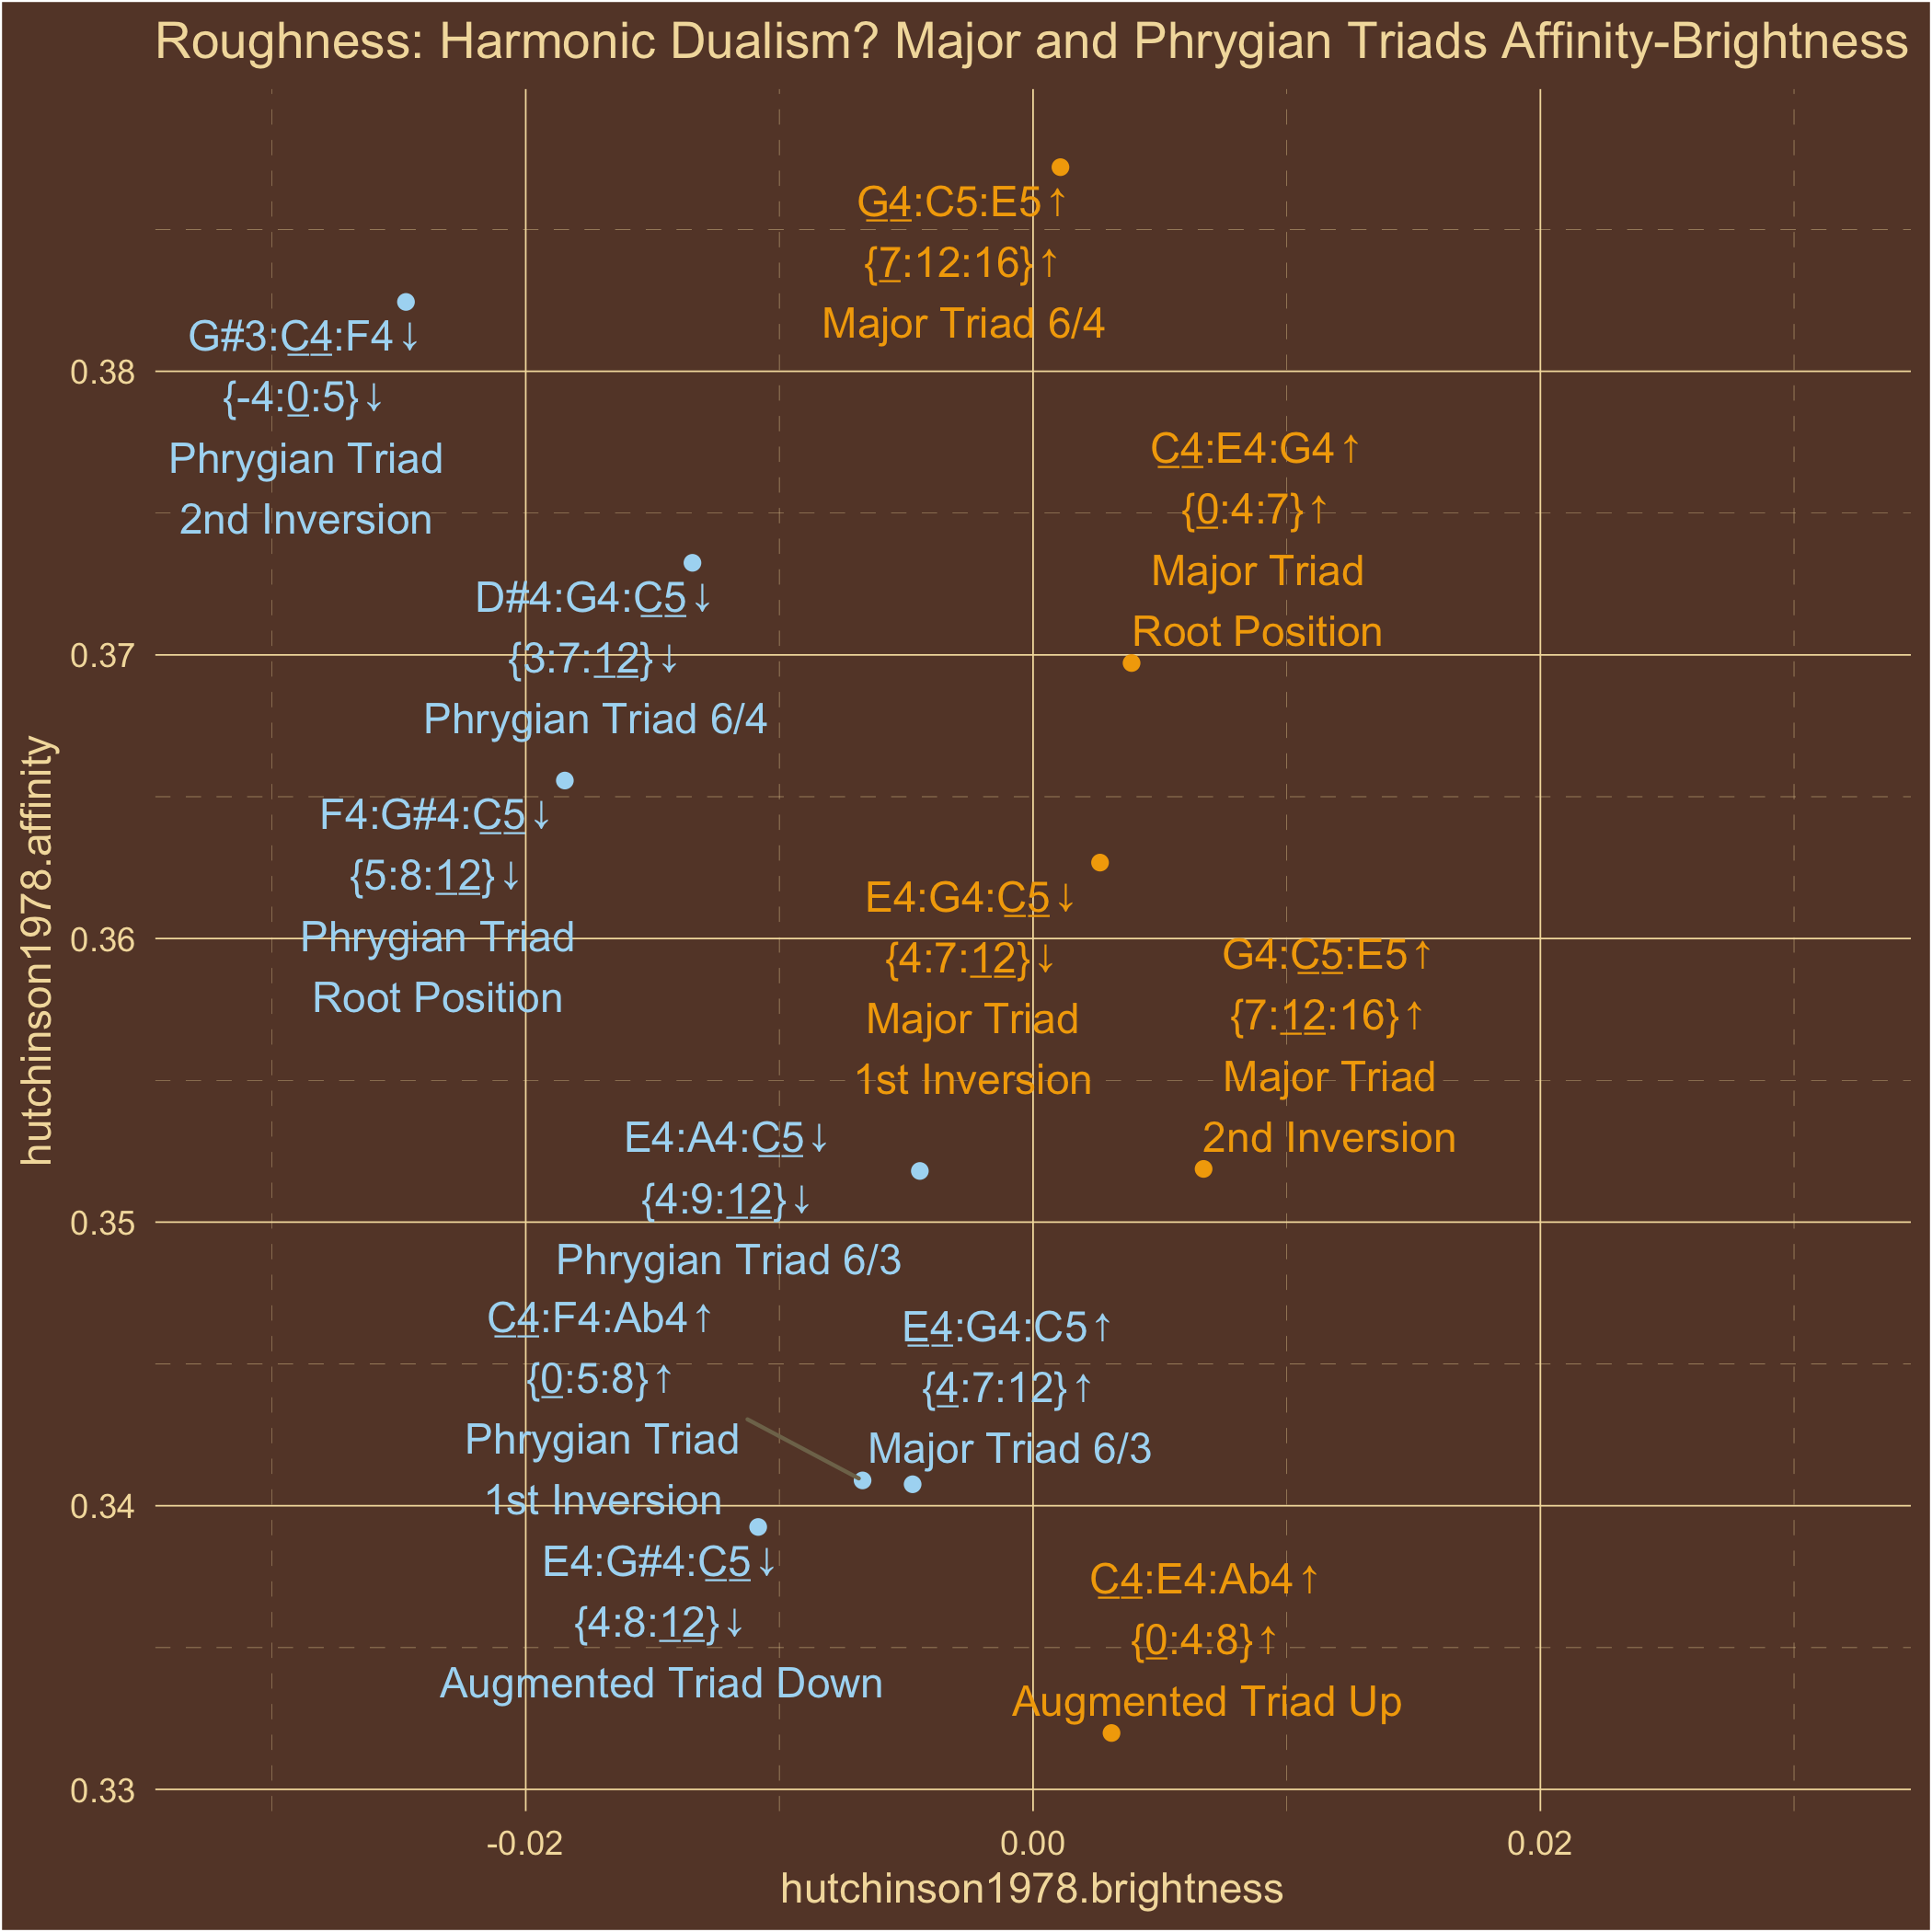 Roughness: Harmonic Dualism? Major and Phrygian Triads Affinity-Brightness
G4:C5:E5↑
{7:12:16}↑
Major Triad 6/4
G#3:C4:F4↓
{-4:0:5}↓
Phrygian Triad
2nd Inversion
C4:E4:G4↑
{0:4:7}↑
Major Triad
Root Position
D#4:G4:C5↓
{3:7:12}↓
Phrygian Triad 6/4
F4:G#4:C5↓
{5:8:12}↓
Phrygian Triad
Root Position
E4:G4:C5↓
{4:7:12}↓
Major Triad
1st Inversion
G4:C5:E5↑
{7:12:16}↑
Major Triad
2nd Inversion
E4:A4:C5↓
{4:9:12}↓
Phrygian Triad 6/3
C4:F4:Ab4↑
{0:5:8}↑
Phrygian Triad
1st Inversion
E4:G4:C5↑
{4:7:12}↑
Major Triad 6/3
E4:G#4:C5↓
{4:8:12}↓
Augmented Triad Down
C4:E4:Ab4↑
{0:4:8}↑
Augmented Triad Up
hutchinson1978.affinity
0.38
0.37
0.36
0.35
0.34
0.33
-0.02
0.00
0.02
hutchinson1978.brightness